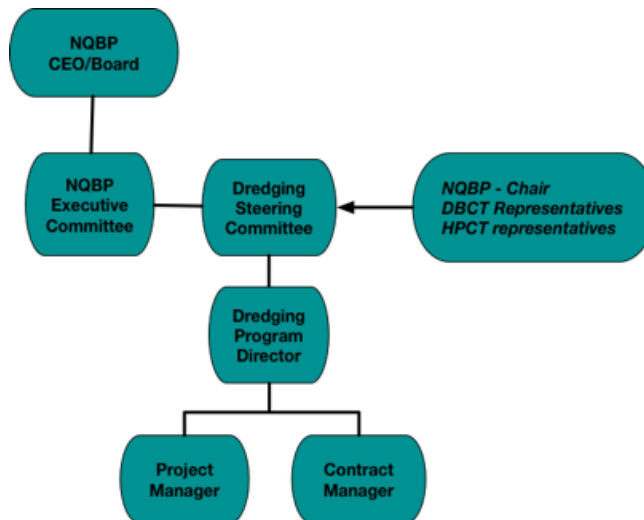 NQBP
CEO/Board
NQBP
Executive
Committee
Dredging
Steering
Committee
NQBP - Chair
DBCT Representatives
HPCT representatives
Dredging
Program
Director
Project
Manager
Contract
Manager